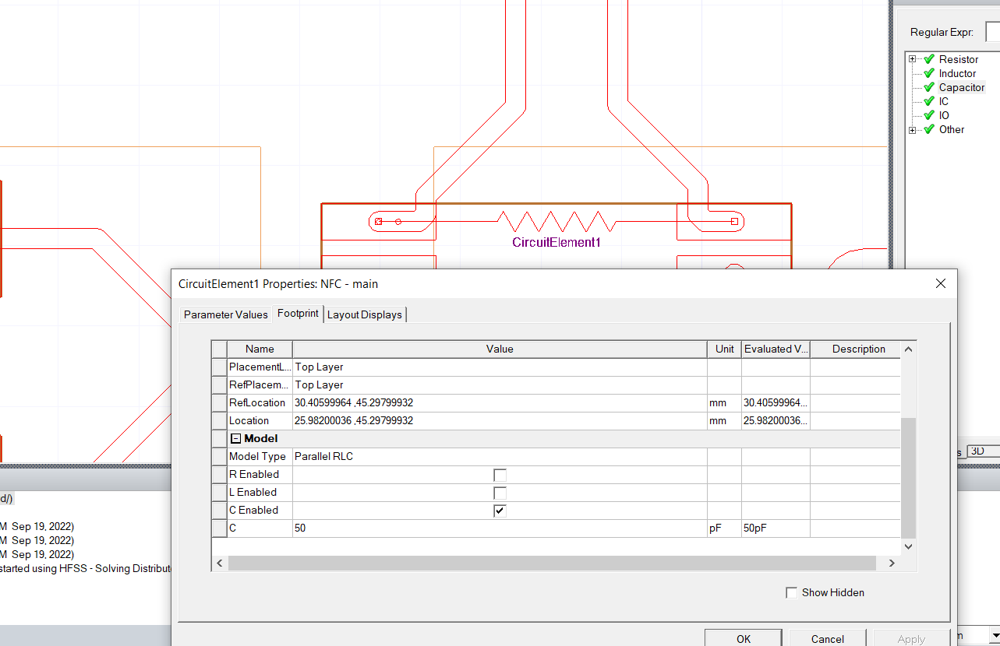 Regular Expr:
Resistor
Inductor
Capacitor
IC
IO
Other
CircuitElement1
CircuitElement1 Properties: NFC - main
Parameter Values Footprint Layout Displays
Name Value Unit Evaluated V... Description
PlacementL... Top Layer
RefPlacem... Top Layer
RefLocation 30.40599964 ,45.29799932 mm 30.40599964...
Location 25.98200036 ,45.29799932 mm 25.98200036...
Model
Model Type Parallel RLC
R Enabled
L Enabled
C Enabled
C 50 pF 50pF
Show Hidden
OK Cancel Apply
s 3D
d/)
M Sep 19, 2022)
M Sep 19, 2022)
M Sep 19, 2022)
started using HFSS - Solving Distribut